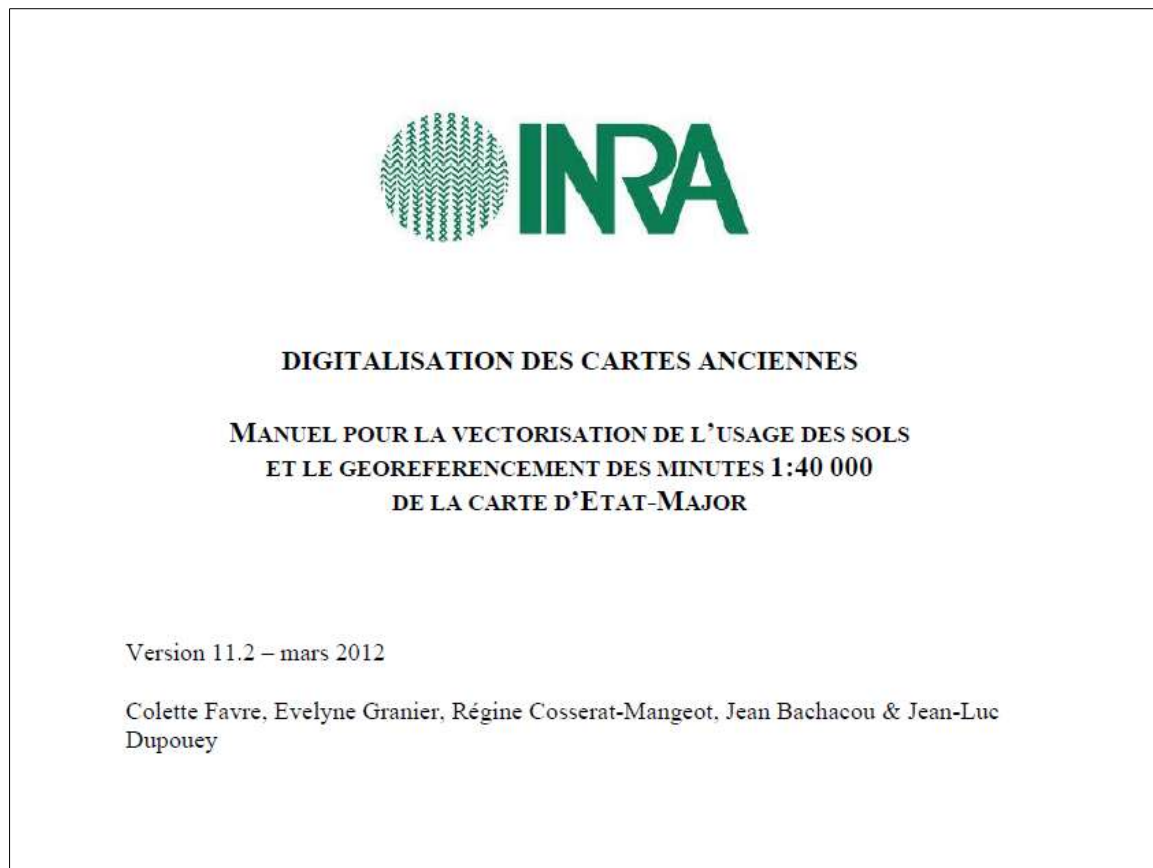 INRA
DIGITALISATION DES CARTES ANCIENNES
MANUEL POUR LA VECTORISATION DE L'USAGE DES SOLS
ET LE GEOREFERENCEMENT DES MINUTES 1:40 000
DE LA CARTE D'ETAT-MAJOR
Version 11.2 – mars 2012
Colette Favre, Evelyne Granier, Régine Cosserat-Mangeot, Jean Bachacou & Jean-Luc
Dupouey